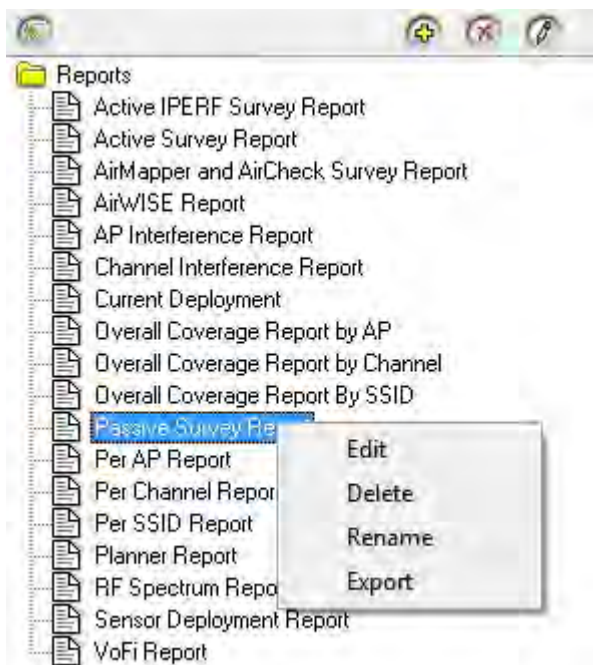 Reports
Active IPERF Survey Report
Active Survey Report
AirMapper and AirCheck Survey Report
AirWISE Report
AP Interference Report
Channel Interference Report
Current Deployment
Overall Coverage Report by AP
Overall Coverage Report by Channel
Overall Coverage Report By SSID
Passive Survey Re
Per AP Report
Per Channel Repor
Per SSID Report
Planner Report
RF Spectrum Repo
Sensor Deployment Report
VoFi Report
Edit
Delete
Rename
Export